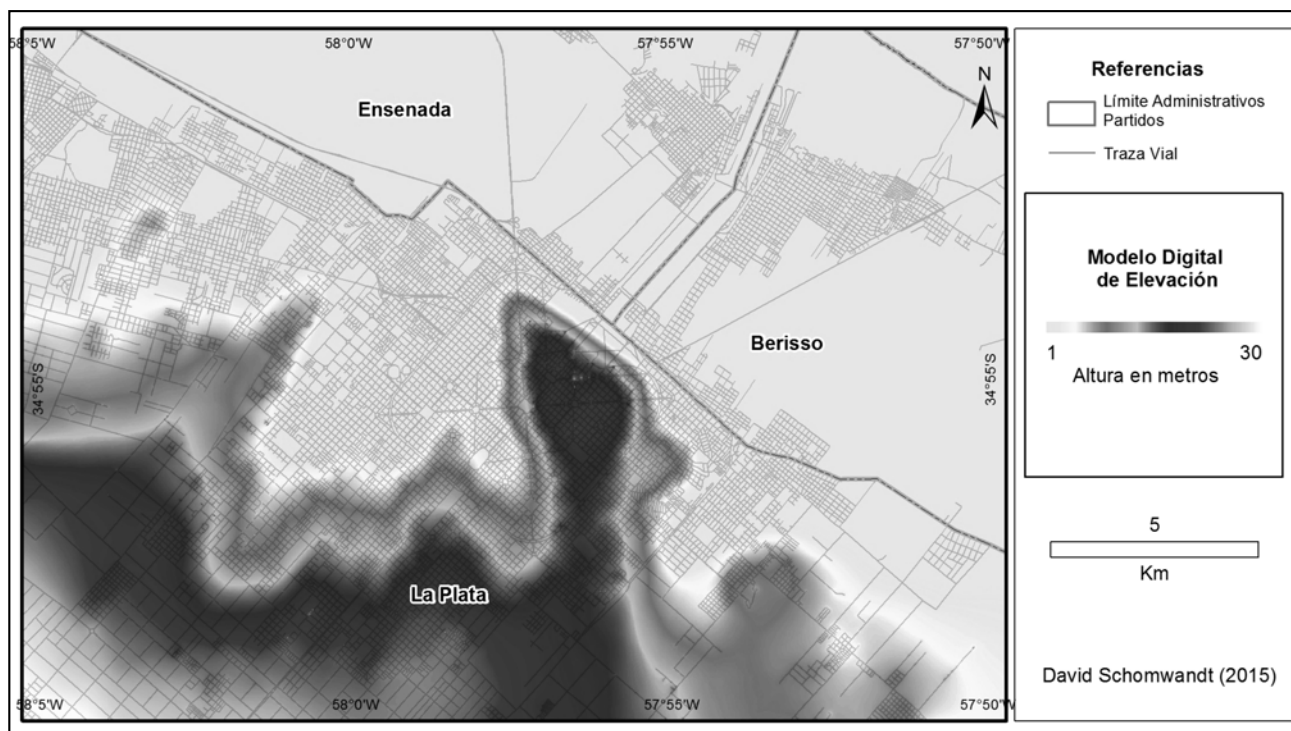 58°5'W
58°0'W
57°55'W
57°50'W
Ensenada
N
Berisso
34°55'S
34°55'S
La Plata
58°5'W
58°0'W
57°55'W
57°50'W
Referencias
Límite Administrativos
Partidos
Traza Vial
Modelo Digital
de Elevación
1 30
Altura en metros
5
Km
David Schomwandt (2015)